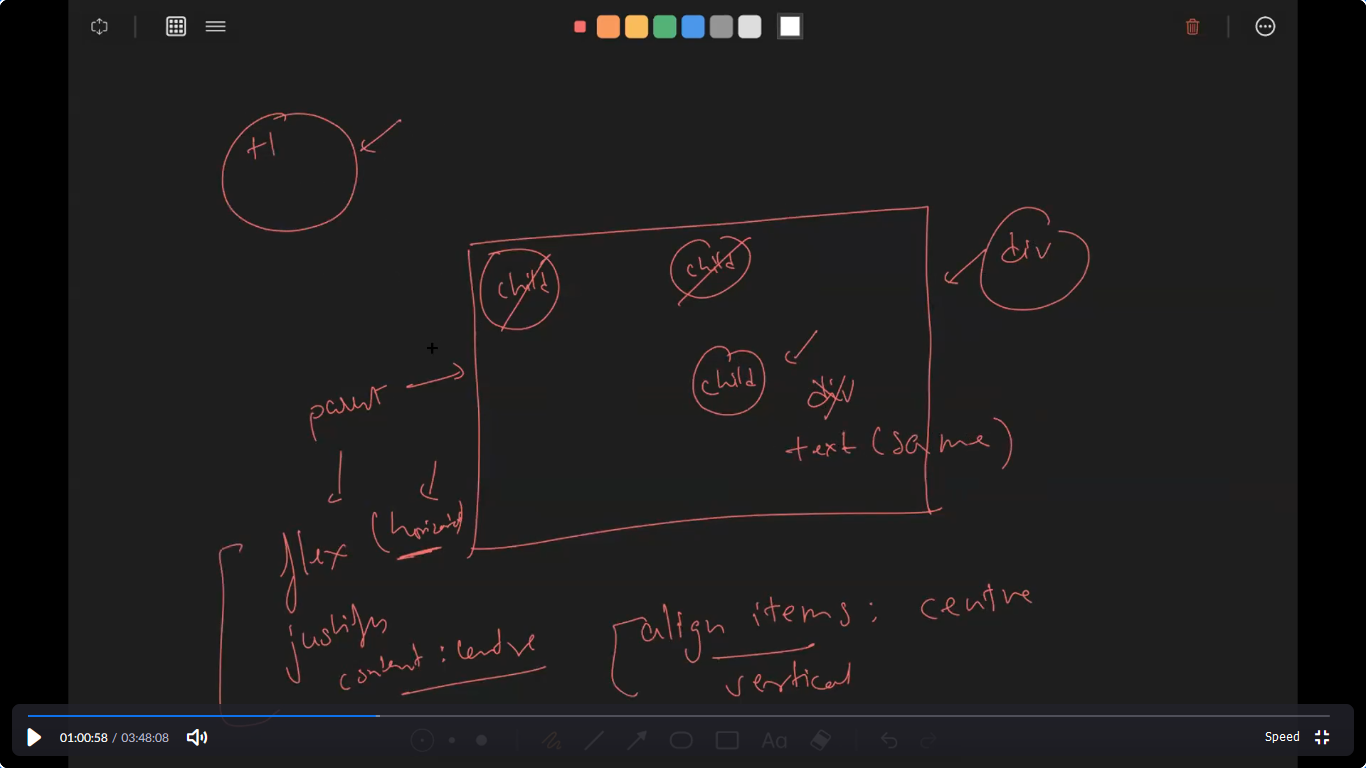 +1
div
child
child
child
div
text (same)
parent
flex (horizontal)
justify
content : centre
align items : centre
vertical
Aa
01:00:58 / 03:48:08
Speed